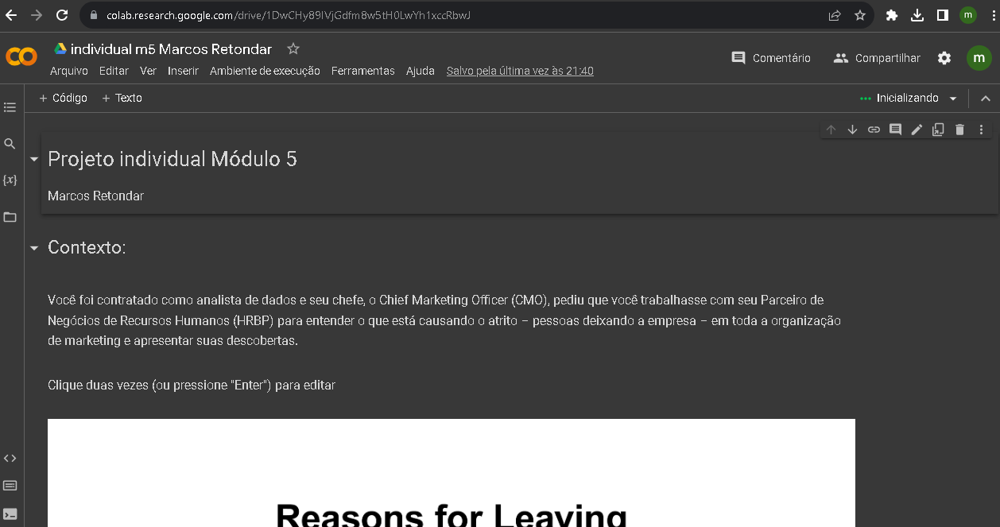 colab.research.google.com/drive/1DwCHy89lVjGdfm8w5tH0LwYh1xccRbwJ
m
individual m5 Marcos Retondar
Arquivo Editar Ver Inserir Ambiente de execução Ferramentas Ajuda Salvo pela última vez às 21:40
Comentário Compartilhar m
+ Código + Texto
Inicializando
Projeto individual Módulo 5
Marcos Retondar
Contexto:
Você foi contratado como analista de dados e seu chefe, o Chief Marketing Officer (CMO), pediu que você trabalhasse com seu Parceiro de
Negócios de Recursos Humanos (HRBP) para entender o que está causando o atrito – pessoas deixando a empresa – em toda a organização
de marketing e apresentar suas descobertas.
Clique duas vezes (ou pressione "Enter") para editar
Reasons for Leaving